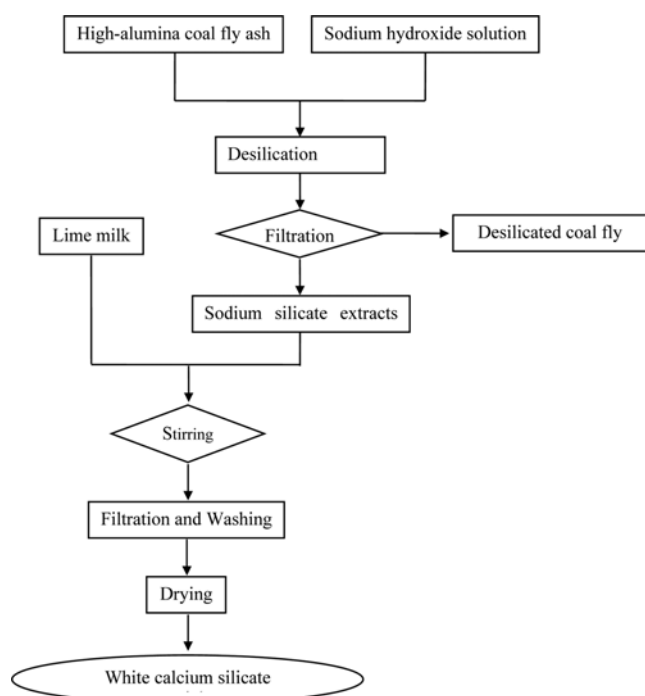 High-alumina coal fly ash
Sodium hydroxide solution
Desilication
Filtration
Desilicated coal fly
Lime milk
Sodium silicate extracts
Stirring
Filtration and Washing
Drying
White calcium silicate